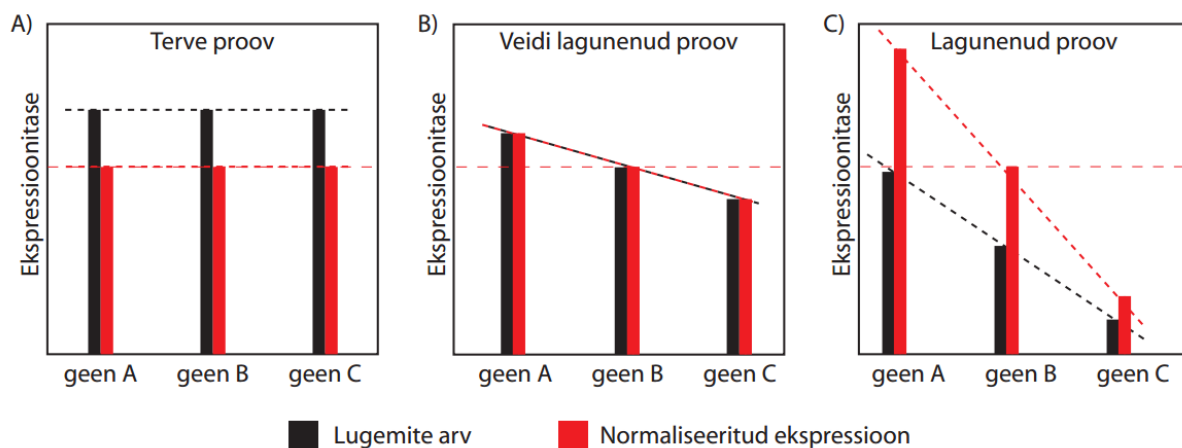 A)
Terve proov
Ekspressioonitase
geen A
geen B
geen C
B)
Veidi lagunenud proov
Ekspressioonitase
geen A
geen B
geen C
C)
Lagunenud proov
Ekspressioonitase
geen A
geen B
geen C
Lugemite arv
Normaliseeritud ekspressioon